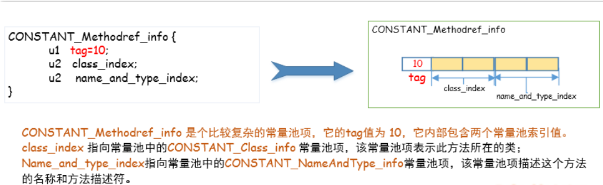 CONSTANT_Methodref_info {
u1 tag=10;
u2 class_index;
u2 name_and_type_index;
}
CONSTANT_Methodref_info
10
tag
class_index
name_and_type_index
CONSTANT_Methodref_info 是个比较复杂的常量池项，它的tag值为 10，它内部包含两个常量池索引值。
class_index 指向常量池中的CONSTANT_Class_info 常量池项，该常量池项表示此方法所在的类；
Name_and_type_index指向常量池中的CONSTANT_NameAndType_info常量池项，该常量池项描述这个方法
的名称和方法描述符。